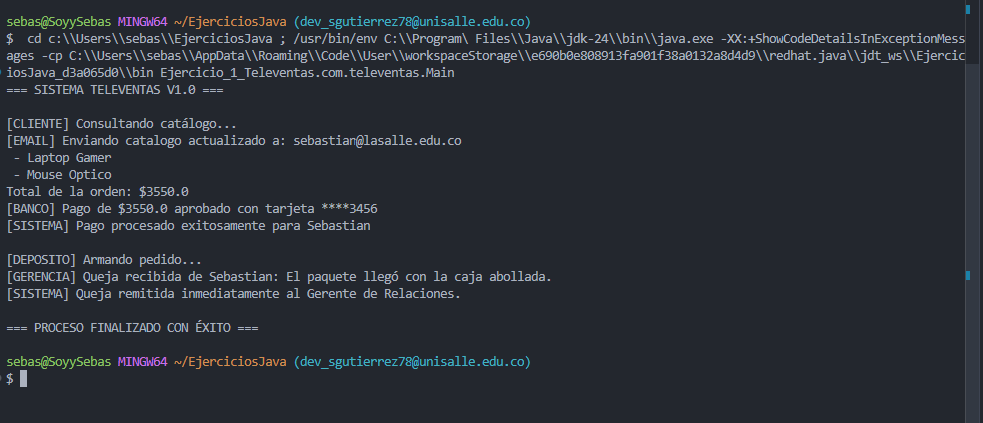 sebas@SoyySebas MINGW64 ~/EjerciciosJava (dev_sgutierrez78@unisalle.edu.co)
$  cd c:\\Users\\sebas\\EjerciciosJava ; /usr/bin/env C:\\Program\ Files\\Java\\jdk-24\\bin\\java.exe -XX:+ShowCodeDetailsInExceptionMess
ages -cp C:\\Users\\sebas\\AppData\\Roaming\\Code\\User\\workspaceStorage\\e690b0e808913fa901f38a0132a8d4d9\\redhat.java\\jdt_ws\\Ejercic
iosJava_d3a065d0\\bin Ejercicio_1_Televentas.com.televentas.Main
=== SISTEMA TELEVENTAS V1.0 ===
[CLIENTE] Consultando catálogo...
[EMAIL] Enviando catalogo actualizado a: sebastian@lasalle.edu.co
 - Laptop Gamer
 - Mouse Optico
Total de la orden: $3550.0
[BANCO] Pago de $3550.0 aprobado con tarjeta ****3456
[SISTEMA] Pago procesado exitosamente para Sebastian
[DEPOSITO] Armando pedido...
[GERENCIA] Queja recibida de Sebastian: El paquete llegó con la caja abollada.
[SISTEMA] Queja remitida inmediatamente al Gerente de Relaciones.
=== PROCESO FINALIZADO CON ÉXITO ===
sebas@SoyySebas MINGW64 ~/EjerciciosJava (dev_sgutierrez78@unisalle.edu.co)
$